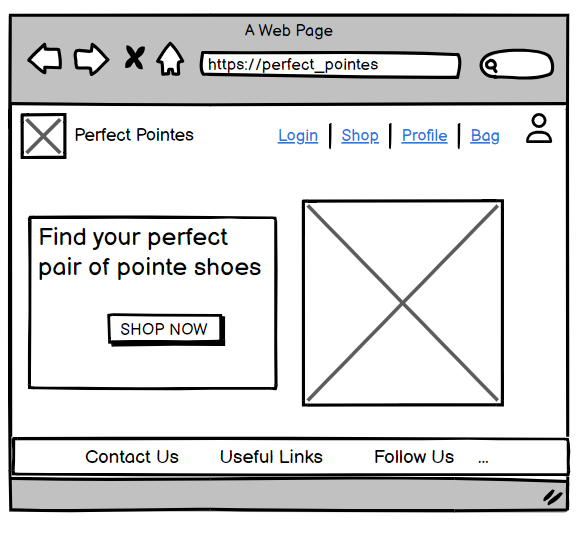 A Web Page
https://perfect_pointes
Perfect Pointes
Login | Shop | Profile | Bag
Find your perfect
pair of pointe shoes
SHOP NOW
Contact Us Useful Links Follow Us ...